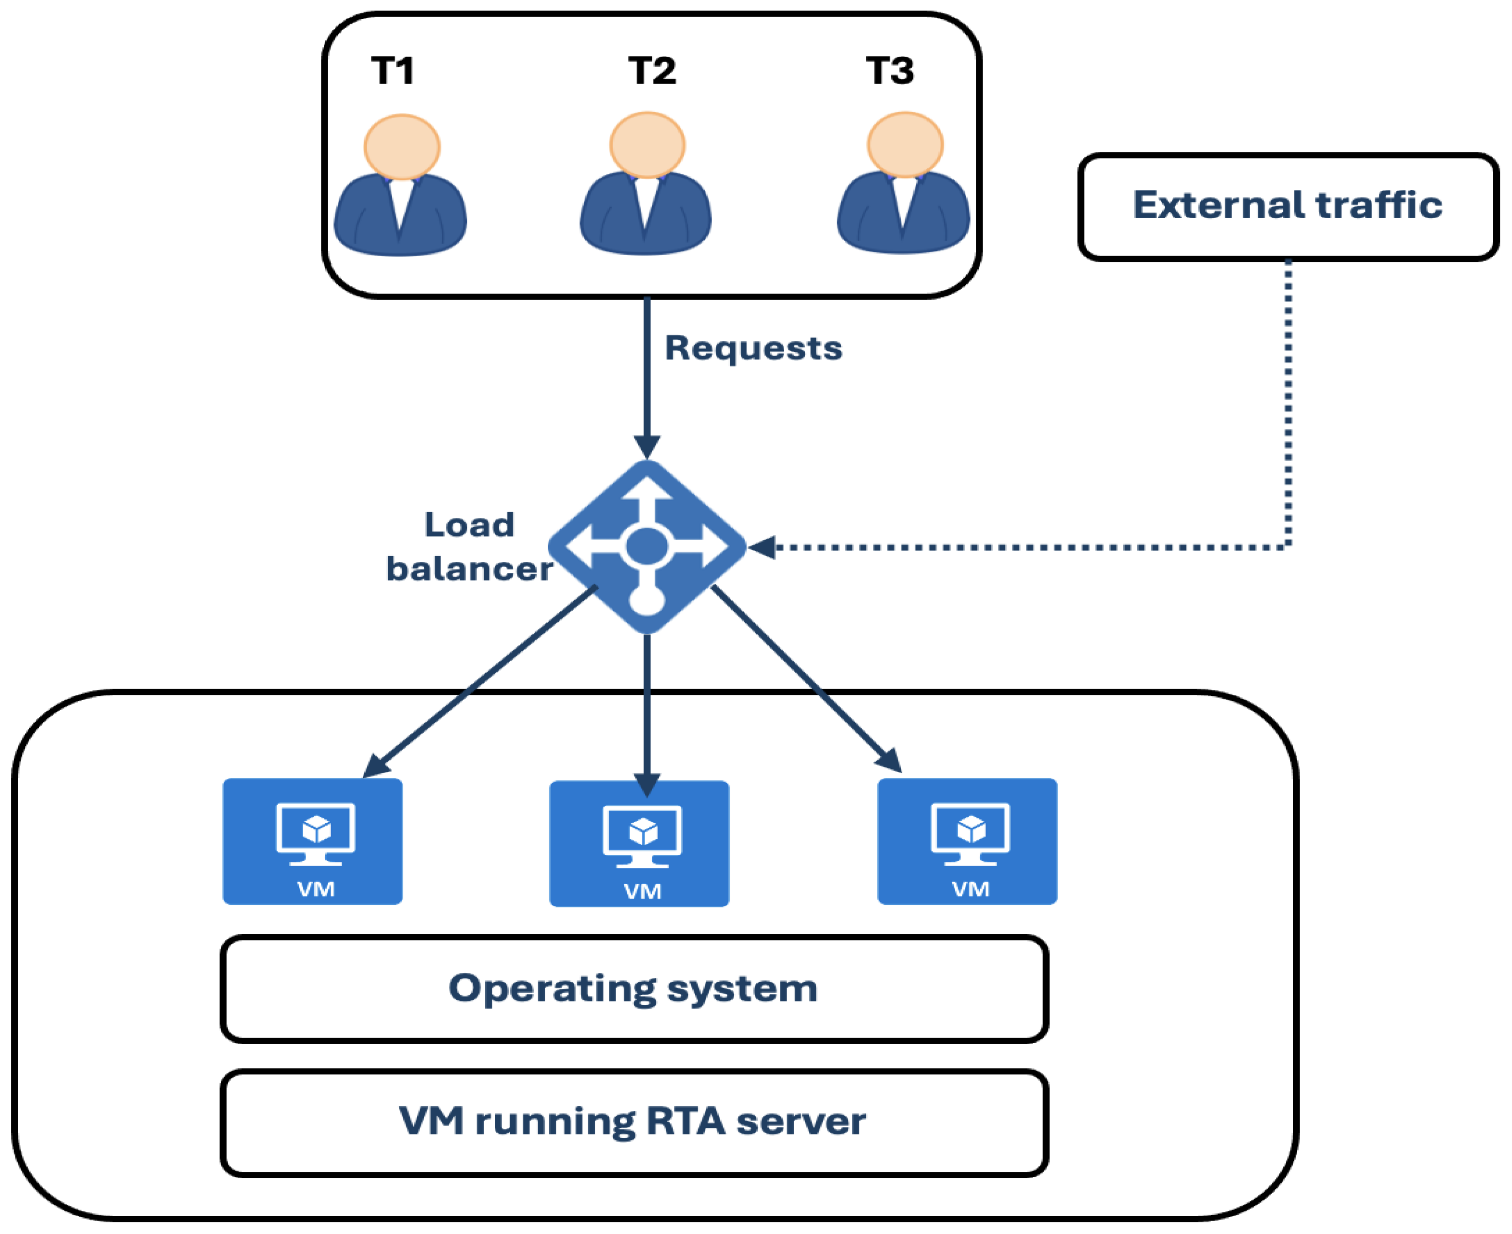 T1 T2 T3
External traffic
Requests
Load
balancer
VM VM VM
Operating system
VM running RTA server